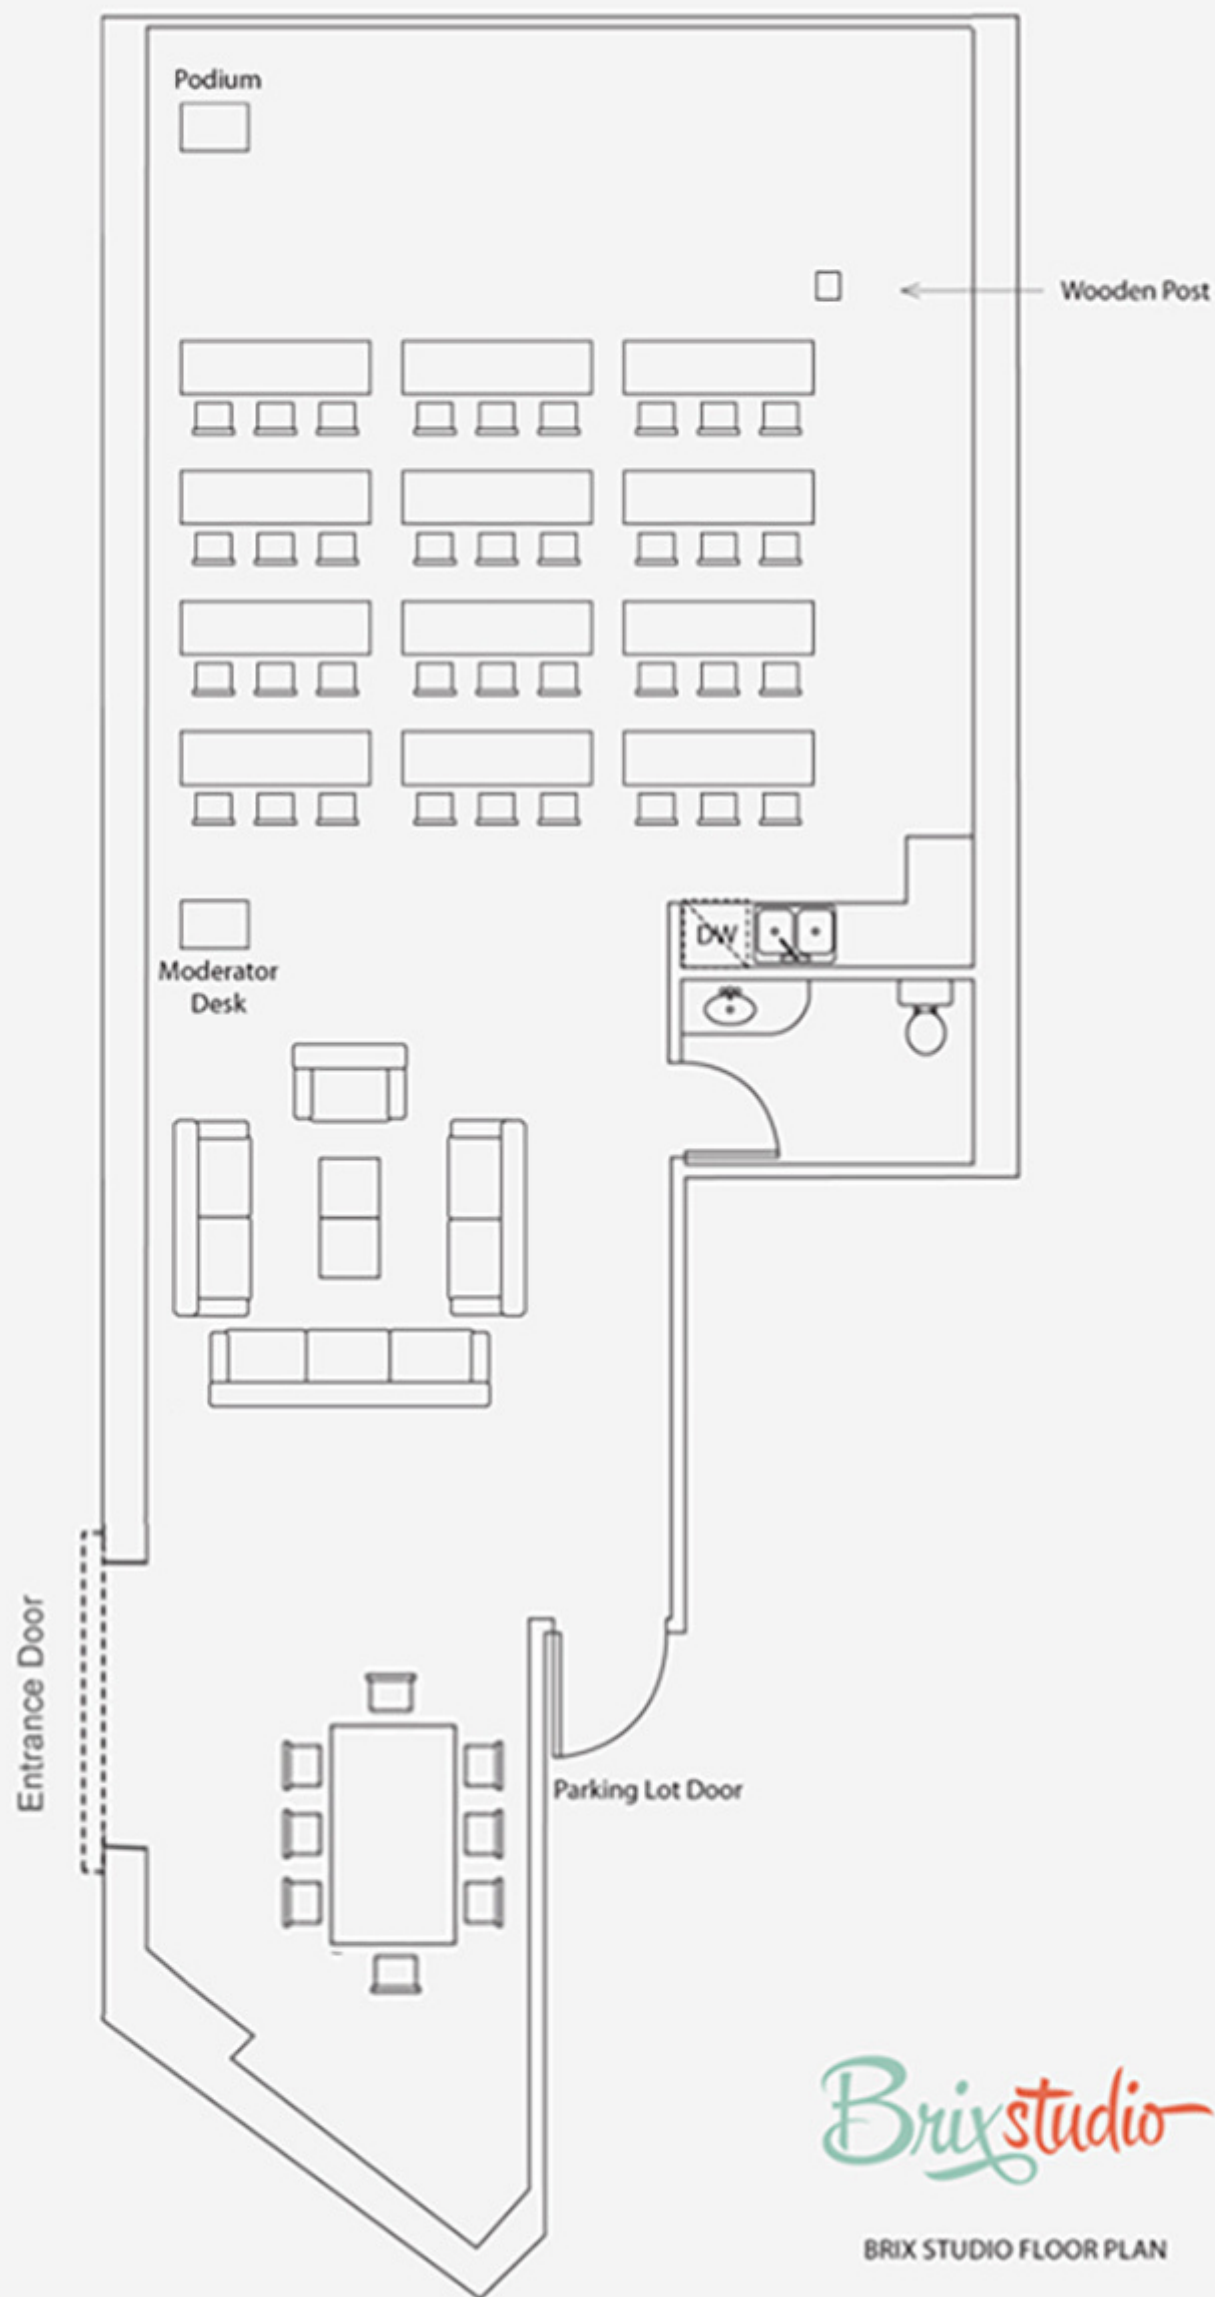 Podium
Wooden Post
DW
Moderator
Desk
Entrance Door
Parking Lot Door
Brixstudio
BRIX STUDIO FLOOR PLAN